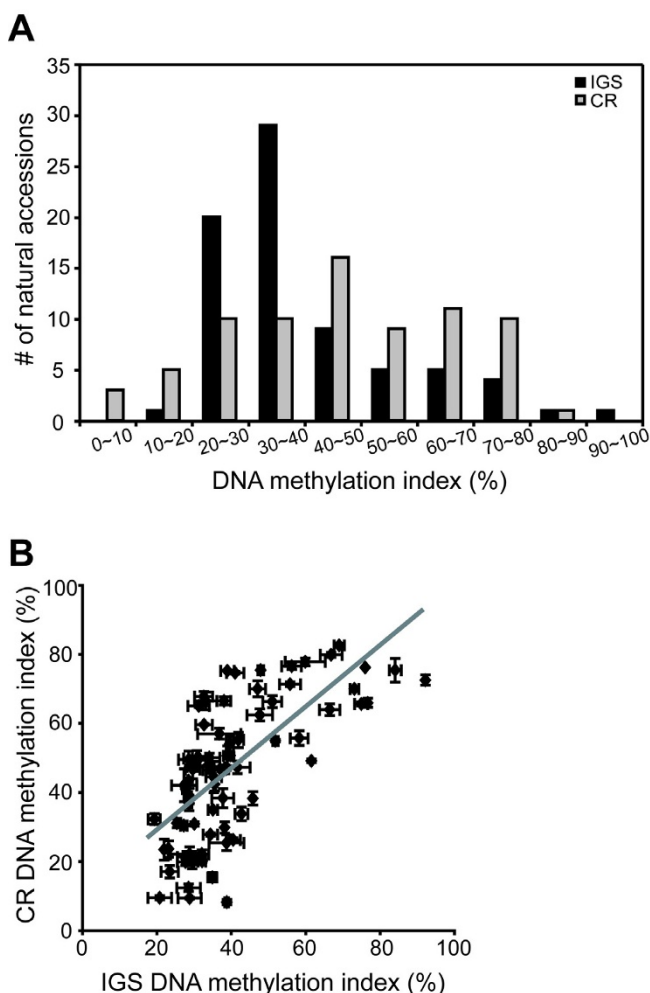 A
35
30
25
20
15
10
5
0
# of natural accessions
IGS
CR
0~10 10~20 20~30 30~40 40~50 50~60 60~70 70~80 80~90 90~100
DNA methylation index (%)
B
100
80
60
40
20
0
CR DNA methylation index (%)
0 20 40 60 80 100
IGS DNA methylation index (%)